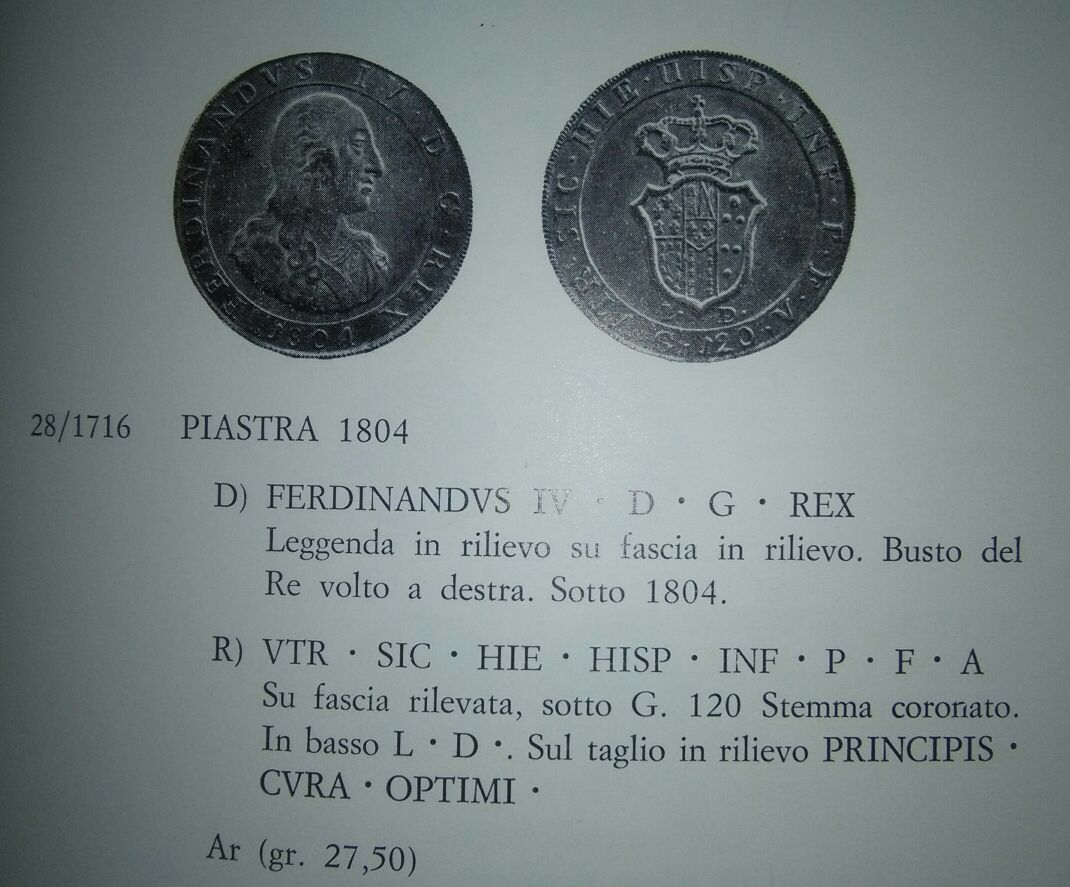 FERDINANDVS IV · D · G · REX
1804
SIC · HIE · HISP · INF · P · F · A
G · 120
D ·
28/1716 PIASTRA 1804
D) FERDINANDVS IV · D · G · REX
Leggenda in rilievo su fascia in rilievo. Busto del
Re volto a destra. Sotto 1804.
R) VTR · SIC · HIE · HISP · INF · P · F · A
Su fascia rilevata, sotto G. 120 Stemma coronato.
In basso L · D ·. Sul taglio in rilievo PRINCIPIS ·
CVRA · OPTIMI ·
Ar (gr. 27,50)